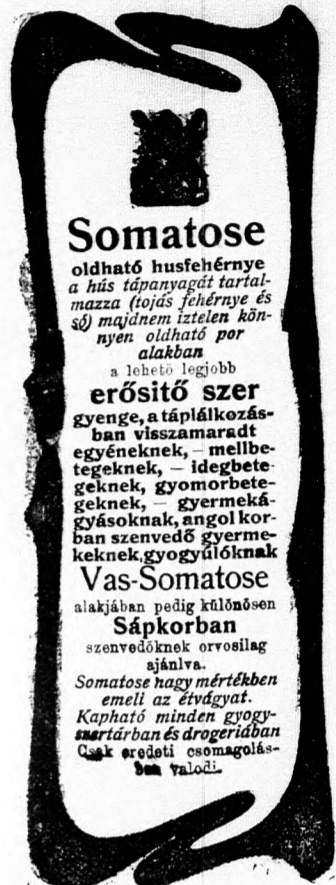 Somatose
oldható husfehérnye
a hús tápanyagát tartal-
mazza (tojás fehérnye és
só) majdnem iztelen kön-
nyen oldható por
alakban
a lehető legjobb
erősitő szer
gyenge, a táplálkozás-
ban visszamaradt
egyéneknek, — mellbe-
tegeknek, — idegbete-
geknek, gyomorbete-
geknek, — gyermeká-
gyásoknak, angol kor-
ban szenvedő gyerme-
keknek, gyogyúlóknak
Vas-Somatose
alakjában pedig különösen
Sápkorban
szenvedőknek orvosilag
ajánlva.
Somatose nagy mértékben
emeli az étvágyat.
Kapható minden gyogy-
szertárban és drogeriában
Csak eredeti csomagolás-
ban valodi.